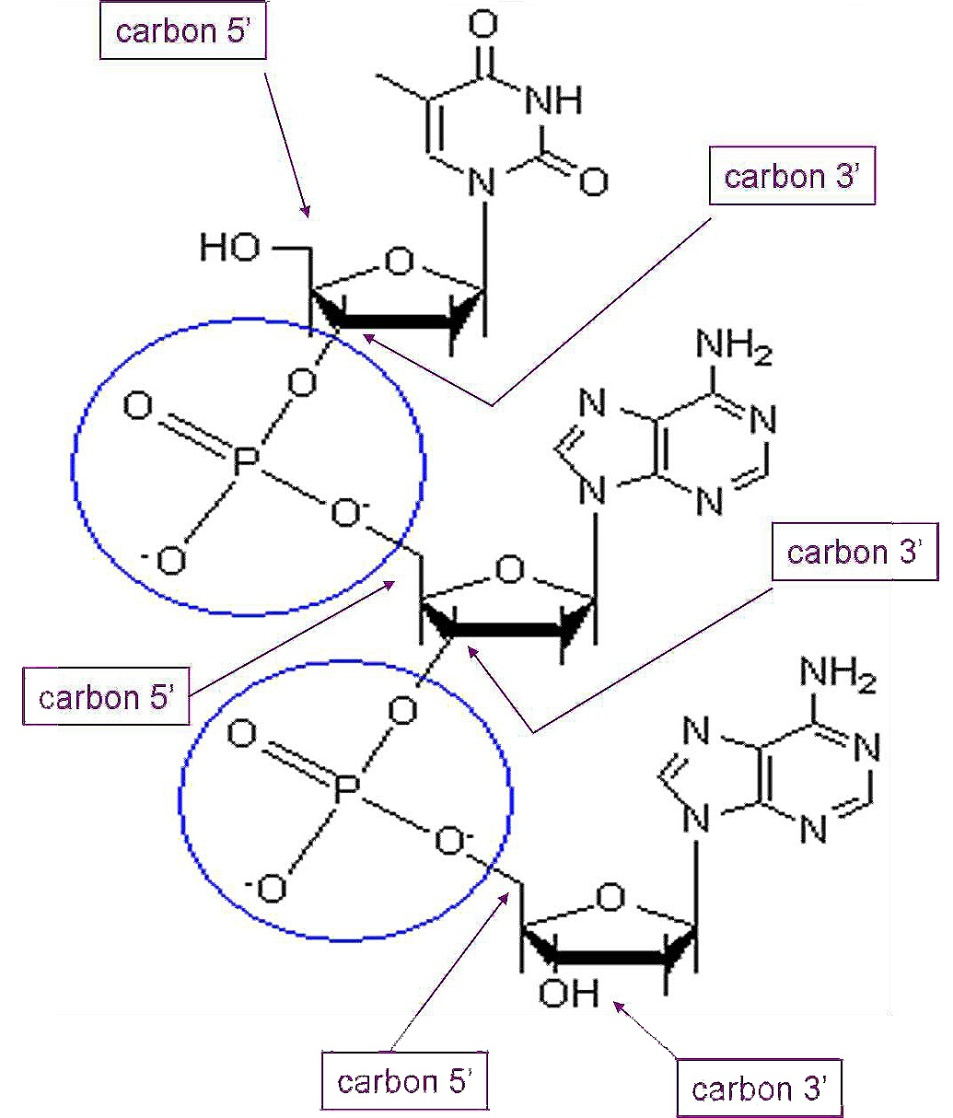 carbon 5’
O
NH
O
N
carbon 3’
HO
O
NH₂
O
O
N
N
P
N
N
O⁻
⁻O
carbon 3’
O
carbon 5’
NH₂
O
O
N
N
P
N
N
O⁻
⁻O
O
OH
carbon 5’
carbon 3’